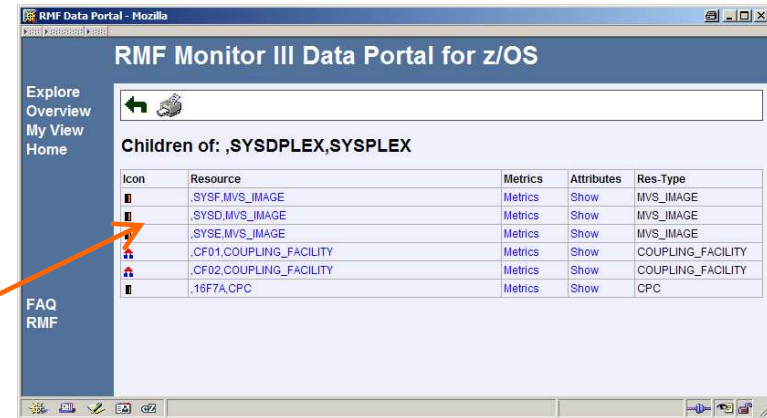 RMF Data Portal - Mozilla
RMF Monitor III Data Portal for z/OS
Explore
Overview
My View
Home
Children of: ,SYSDPLEX,SYSPLEX
Icon Resource Metrics Attributes Res-Type
,SYSF,MVS_IMAGE Metrics Show MVS_IMAGE
,SYSD,MVS_IMAGE Metrics Show MVS_IMAGE
,SYSE,MVS_IMAGE Metrics Show MVS_IMAGE
,CF01,COUPLING_FACILITY Metrics Show COUPLING_FACILITY
,CF02,COUPLING_FACILITY Metrics Show COUPLING_FACILITY
,16F7A,CPC Metrics Show CPC
FAQ
RMF